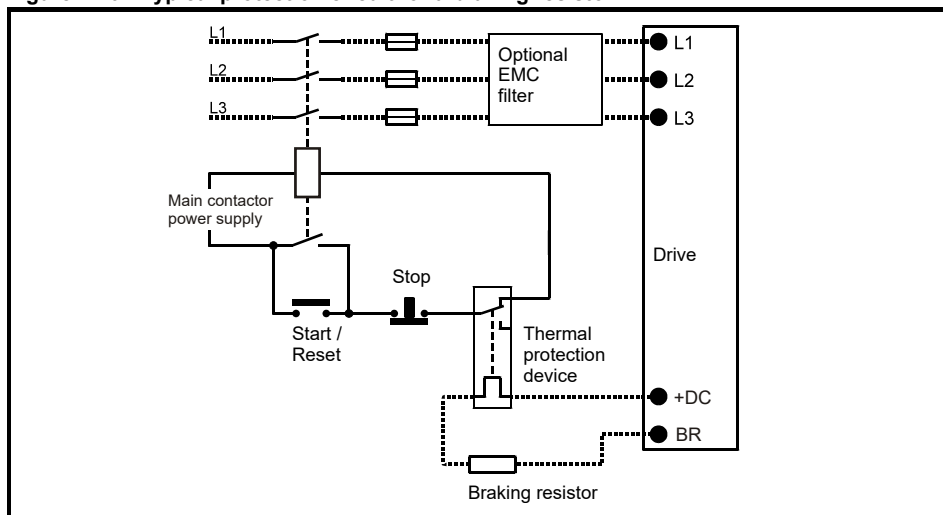 L1
L2
L3
Optional
EMC
filter
L1
L2
L3
Main contactor
power supply
Drive
Stop
Start /
Reset
Thermal
protection
device
+DC
BR
Braking resistor